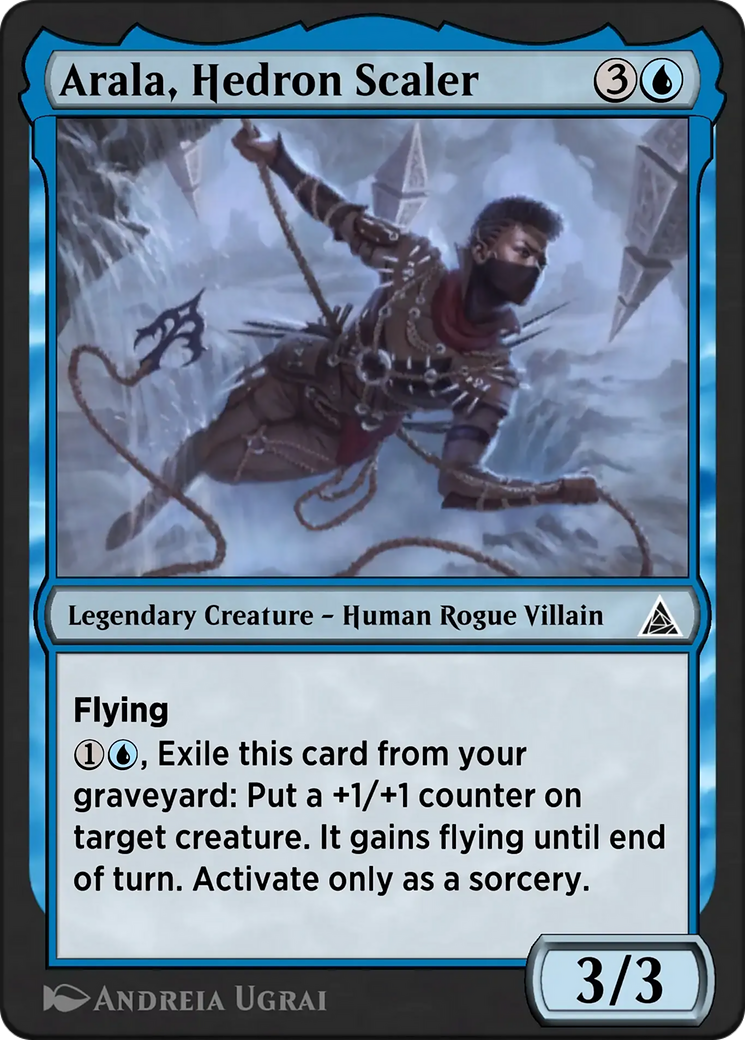 Arala, Hedron Scaler 3
Legendary Creature – Human Rogue Villain
Flying
1, Exile this card from your
graveyard: Put a +1/+1 counter on
target creature. It gains flying until end
of turn. Activate only as a sorcery.
3/3
Andreia Ugrai